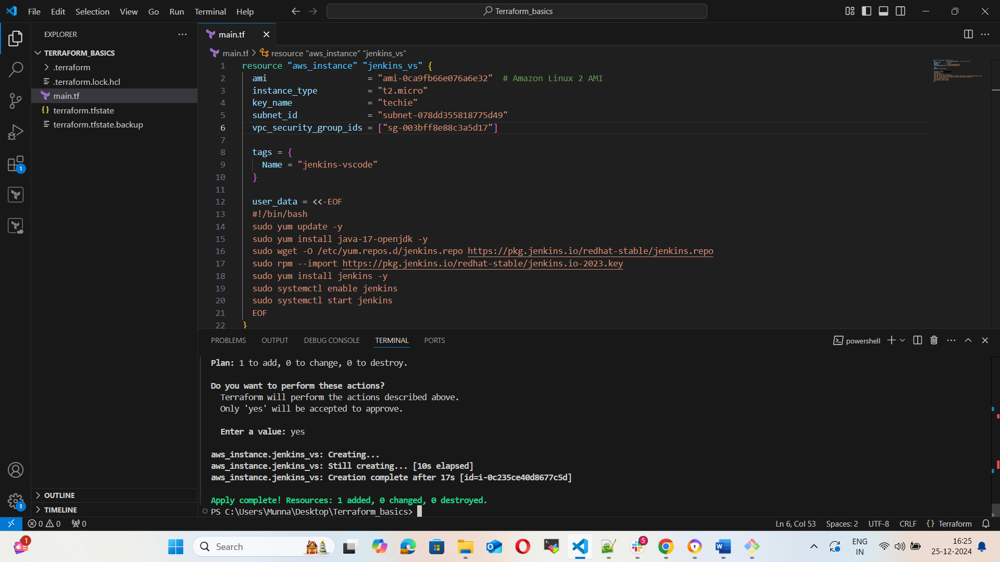 File Edit Selection View Go Run Terminal Help
Terraform_basics
EXPLORER
TERRAFORM_BASICS
.terraform
.terraform.lock.hcl
main.tf
terraform.tfstate
terraform.tfstate.backup
OUTLINE
TIMELINE
main.tf
main.tf > resource "aws_instance" "jenkins_vs"
1 resource "aws_instance" "jenkins_vs" {
2 ami = "ami-0ca9fb66e076a6e32" # Amazon Linux 2 AMI
3 instance_type = "t2.micro"
4 key_name = "techie"
5 subnet_id = "subnet-078dd355818775d49"
6 vpc_security_group_ids = ["sg-003bff8e88c3a5d17"]
7
8 tags = {
9 Name = "jenkins-vscode"
10 }
11
12 user_data = <<-EOF
13 #!/bin/bash
14 sudo yum update -y
15 sudo yum install java-17-openjdk -y
16 sudo wget -O /etc/yum.repos.d/jenkins.repo https://pkg.jenkins.io/redhat-stable/jenkins.repo
17 sudo rpm --import https://pkg.jenkins.io/redhat-stable/jenkins.io-2023.key
18 sudo yum install jenkins -y
19 sudo systemctl enable jenkins
20 sudo systemctl start jenkins
21 EOF
22 }
PROBLEMS OUTPUT DEBUG CONSOLE TERMINAL PORTS
powershell
Plan: 1 to add, 0 to change, 0 to destroy.
Do you want to perform these actions?
Terraform will perform the actions described above.
Only 'yes' will be accepted to approve.
Enter a value: yes
aws_instance.jenkins_vs: Creating...
aws_instance.jenkins_vs: Still creating... [10s elapsed]
aws_instance.jenkins_vs: Creation complete after 17s [id=i-0c235ce40d8677c5d]
Apply complete! Resources: 1 added, 0 changed, 0 destroyed.
PS C:\Users\Munna\Desktop\Terraform_basics>
1
1
0 0 0
Ln 6, Col 53 Spaces: 2 UTF-8 CRLF {} Terraform
1
Search
5
ENG
IN
16:25
25-12-2024